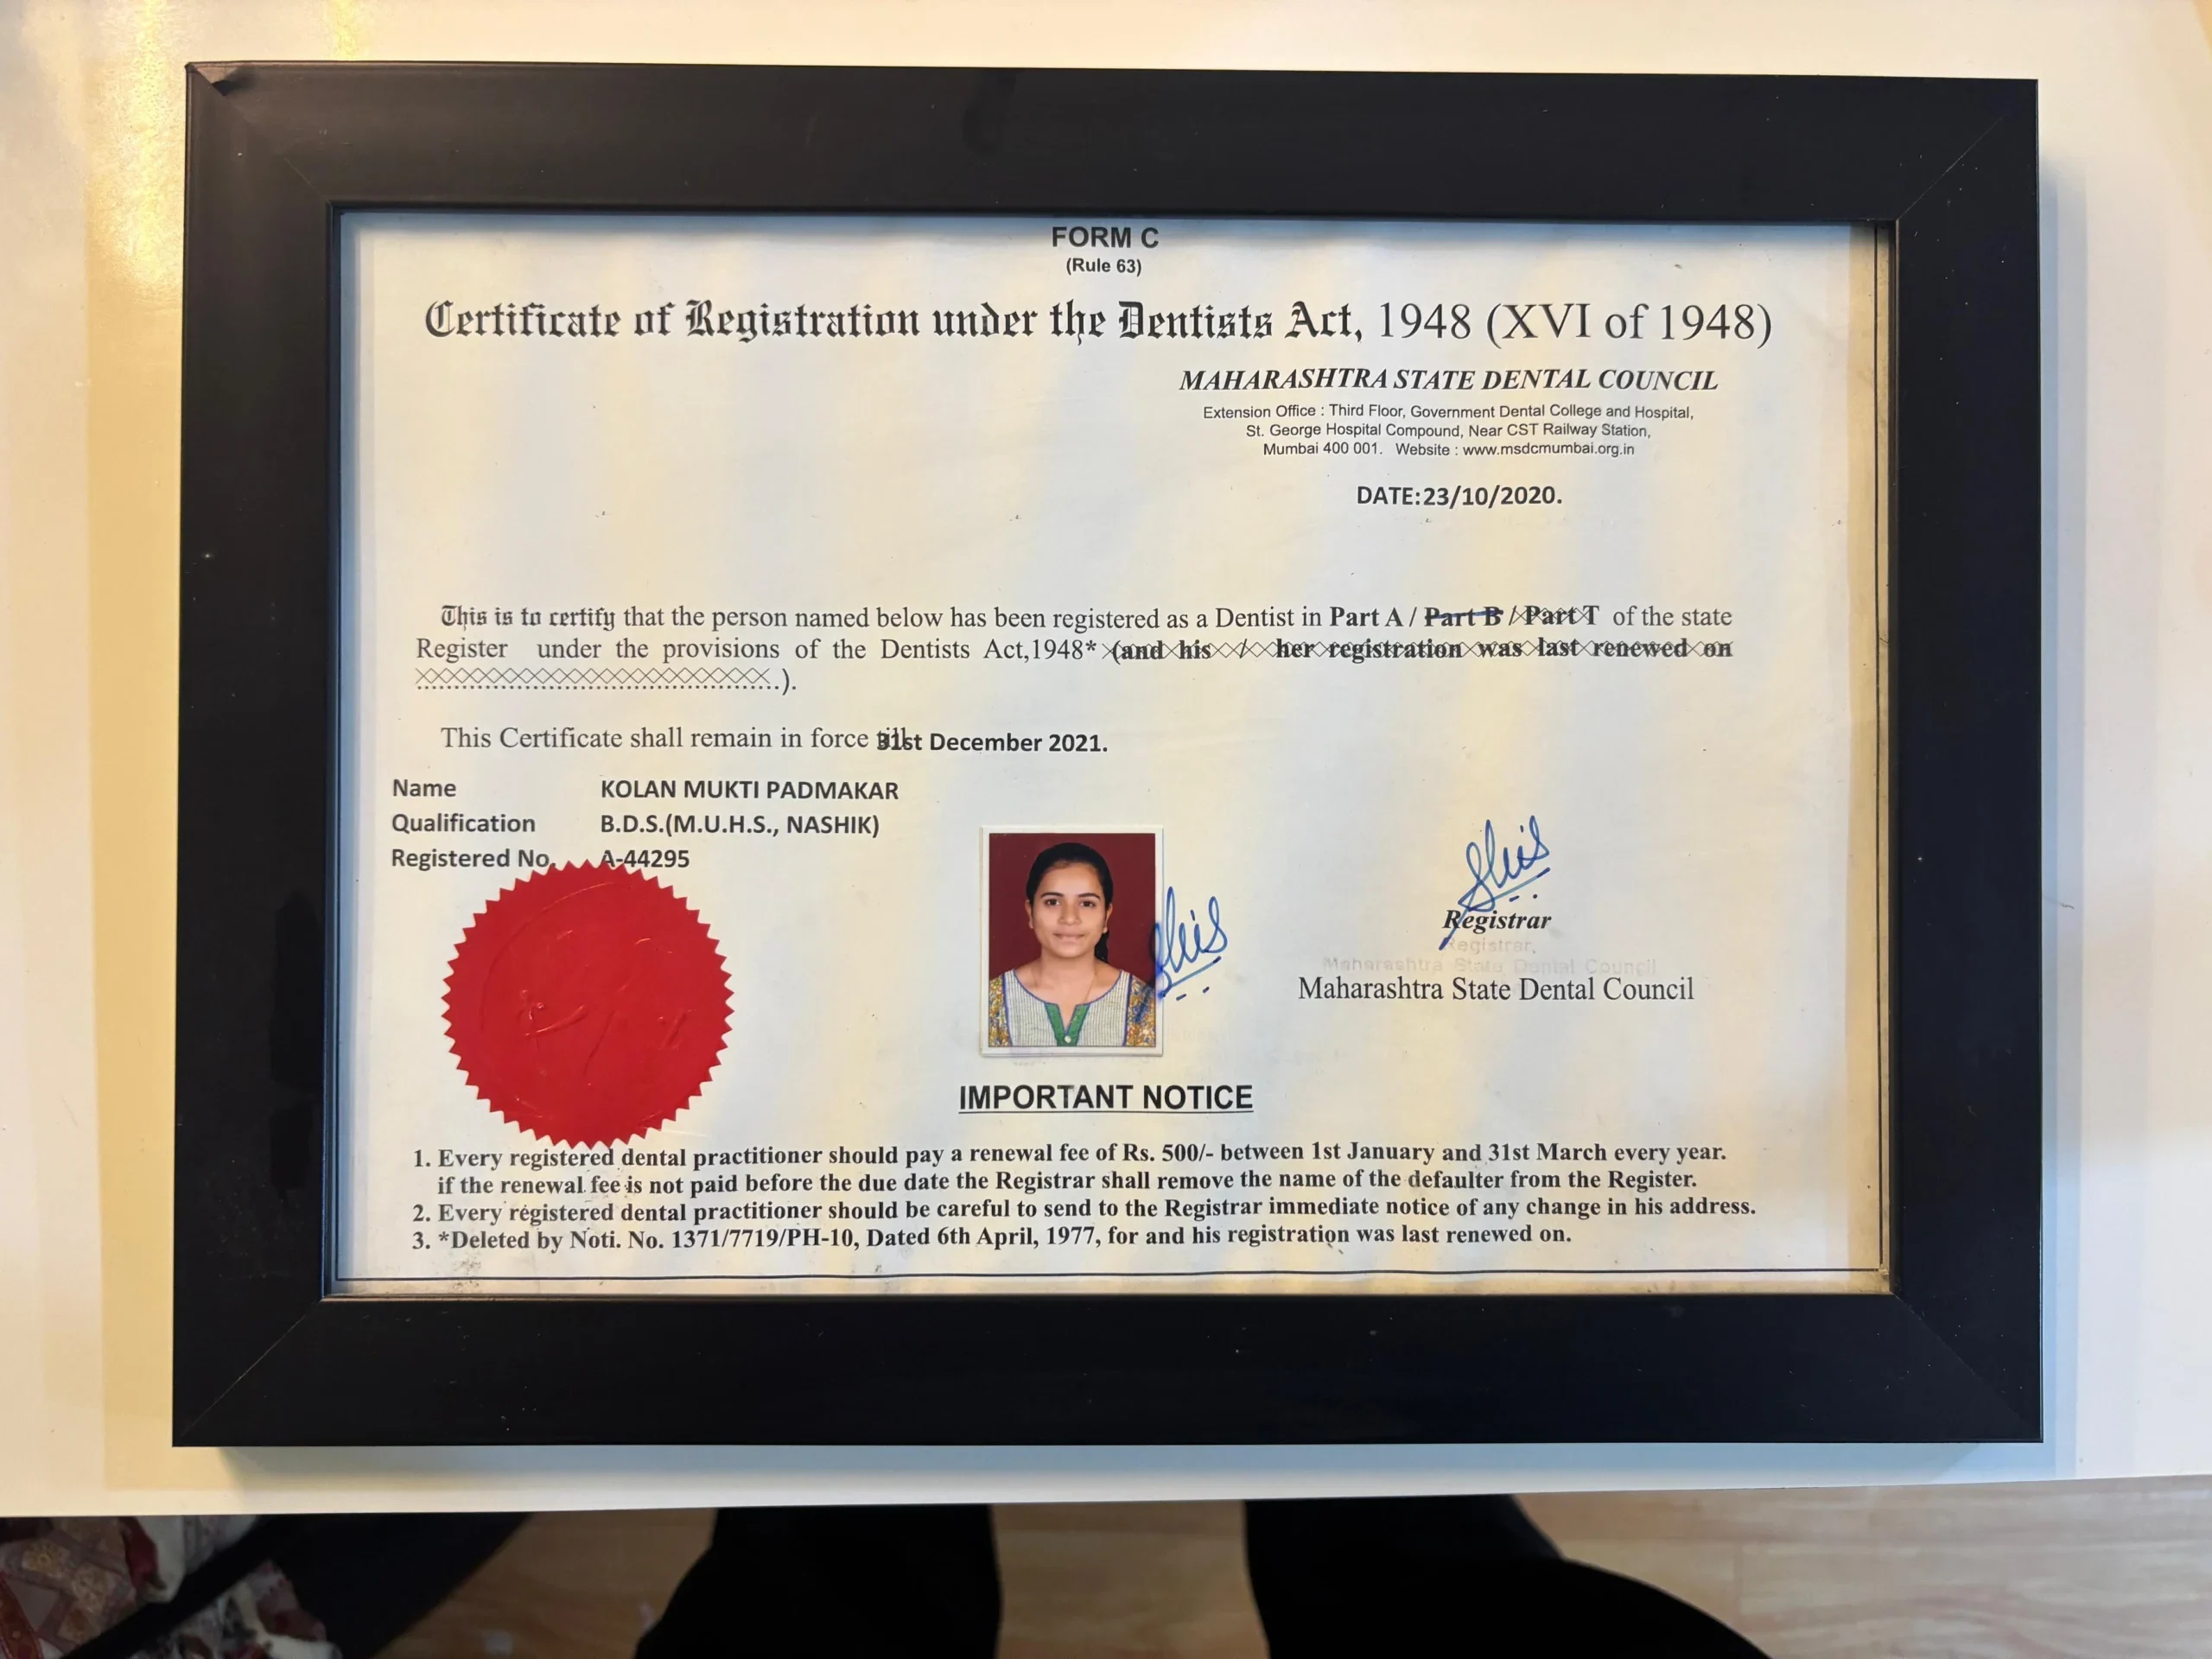 FORM C
(Rule 63)
Certificate of Registration under the Dentists Act, 1948 (XVI of 1948)
MAHARASHTRA STATE DENTAL COUNCIL
Extension Office : Third Floor, Government Dental College and Hospital,
St. George Hospital Compound, Near CST Railway Station,
Mumbai 400 001. Website : www.msdcmumbai.org.in
DATE:23/10/2020.
This is to certify that the person named below has been registered as a Dentist in Part A / Part B / Part T of the state
Register under the provisions of the Dentists Act,1948* (and his / her registration was last renewed on
XXXXXXXXXXXXXXXXXXXXXXXX.).
This Certificate shall remain in force till 31st December 2021.
Name KOLAN MUKTI PADMAKAR
Qualification B.D.S.(M.U.H.S., NASHIK)
Registered No. A-44295
Registrar
Registrar,
Maharashtra State Dental Council
Maharashtra State Dental Council
IMPORTANT NOTICE
1. Every registered dental practitioner should pay a renewal fee of Rs. 500/- between 1st January and 31st March every year.
if the renewal fee is not paid before the due date the Registrar shall remove the name of the defaulter from the Register.
2. Every registered dental practitioner should be careful to send to the Registrar immediate notice of any change in his address.
3. *Deleted by Noti. No. 1371/7719/PH-10, Dated 6th April, 1977, for and his registration was last renewed on.